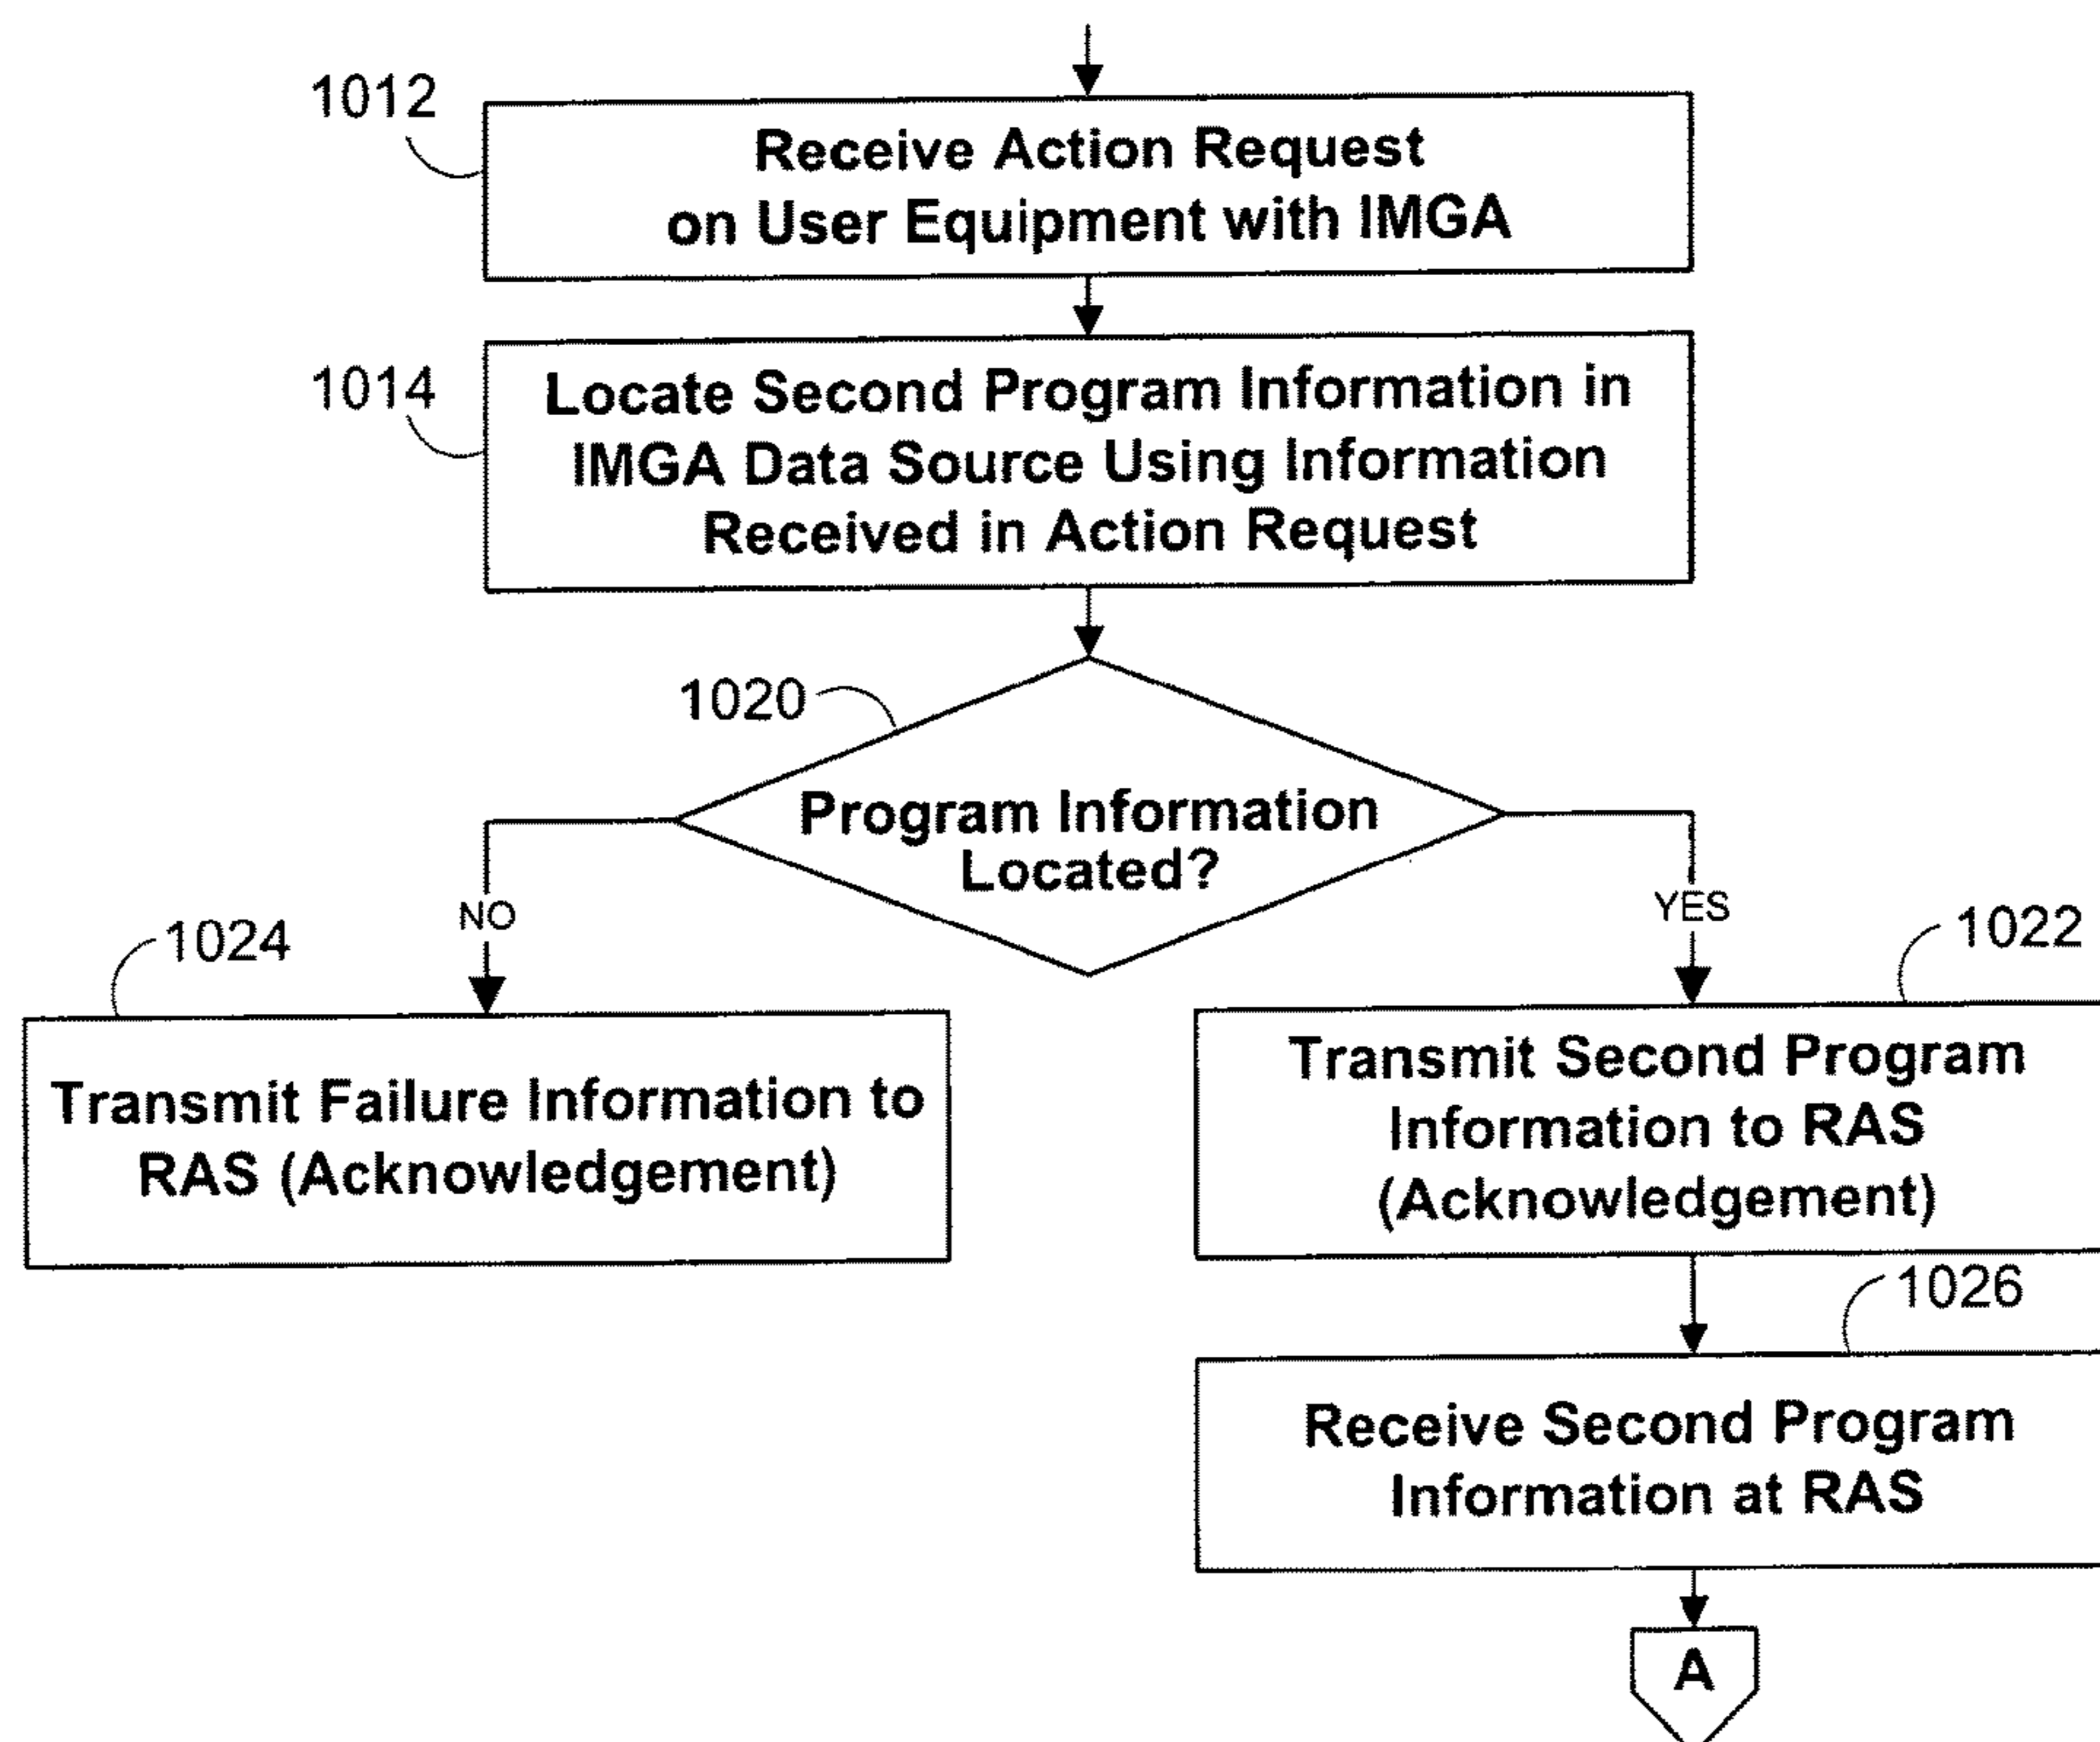 1012
Receive Action Request
on User Equipment with IMGA
1014
Locate Second Program Information in
IMGA Data Source Using Information
Received in Action Request
1020
Program Information
Located?
NO
YES
1024
Transmit Failure Information to
RAS (Acknowledgement)
1022
Transmit Second Program
Information to RAS
(Acknowledgement)
1026
Receive Second Program
Information at RAS
A